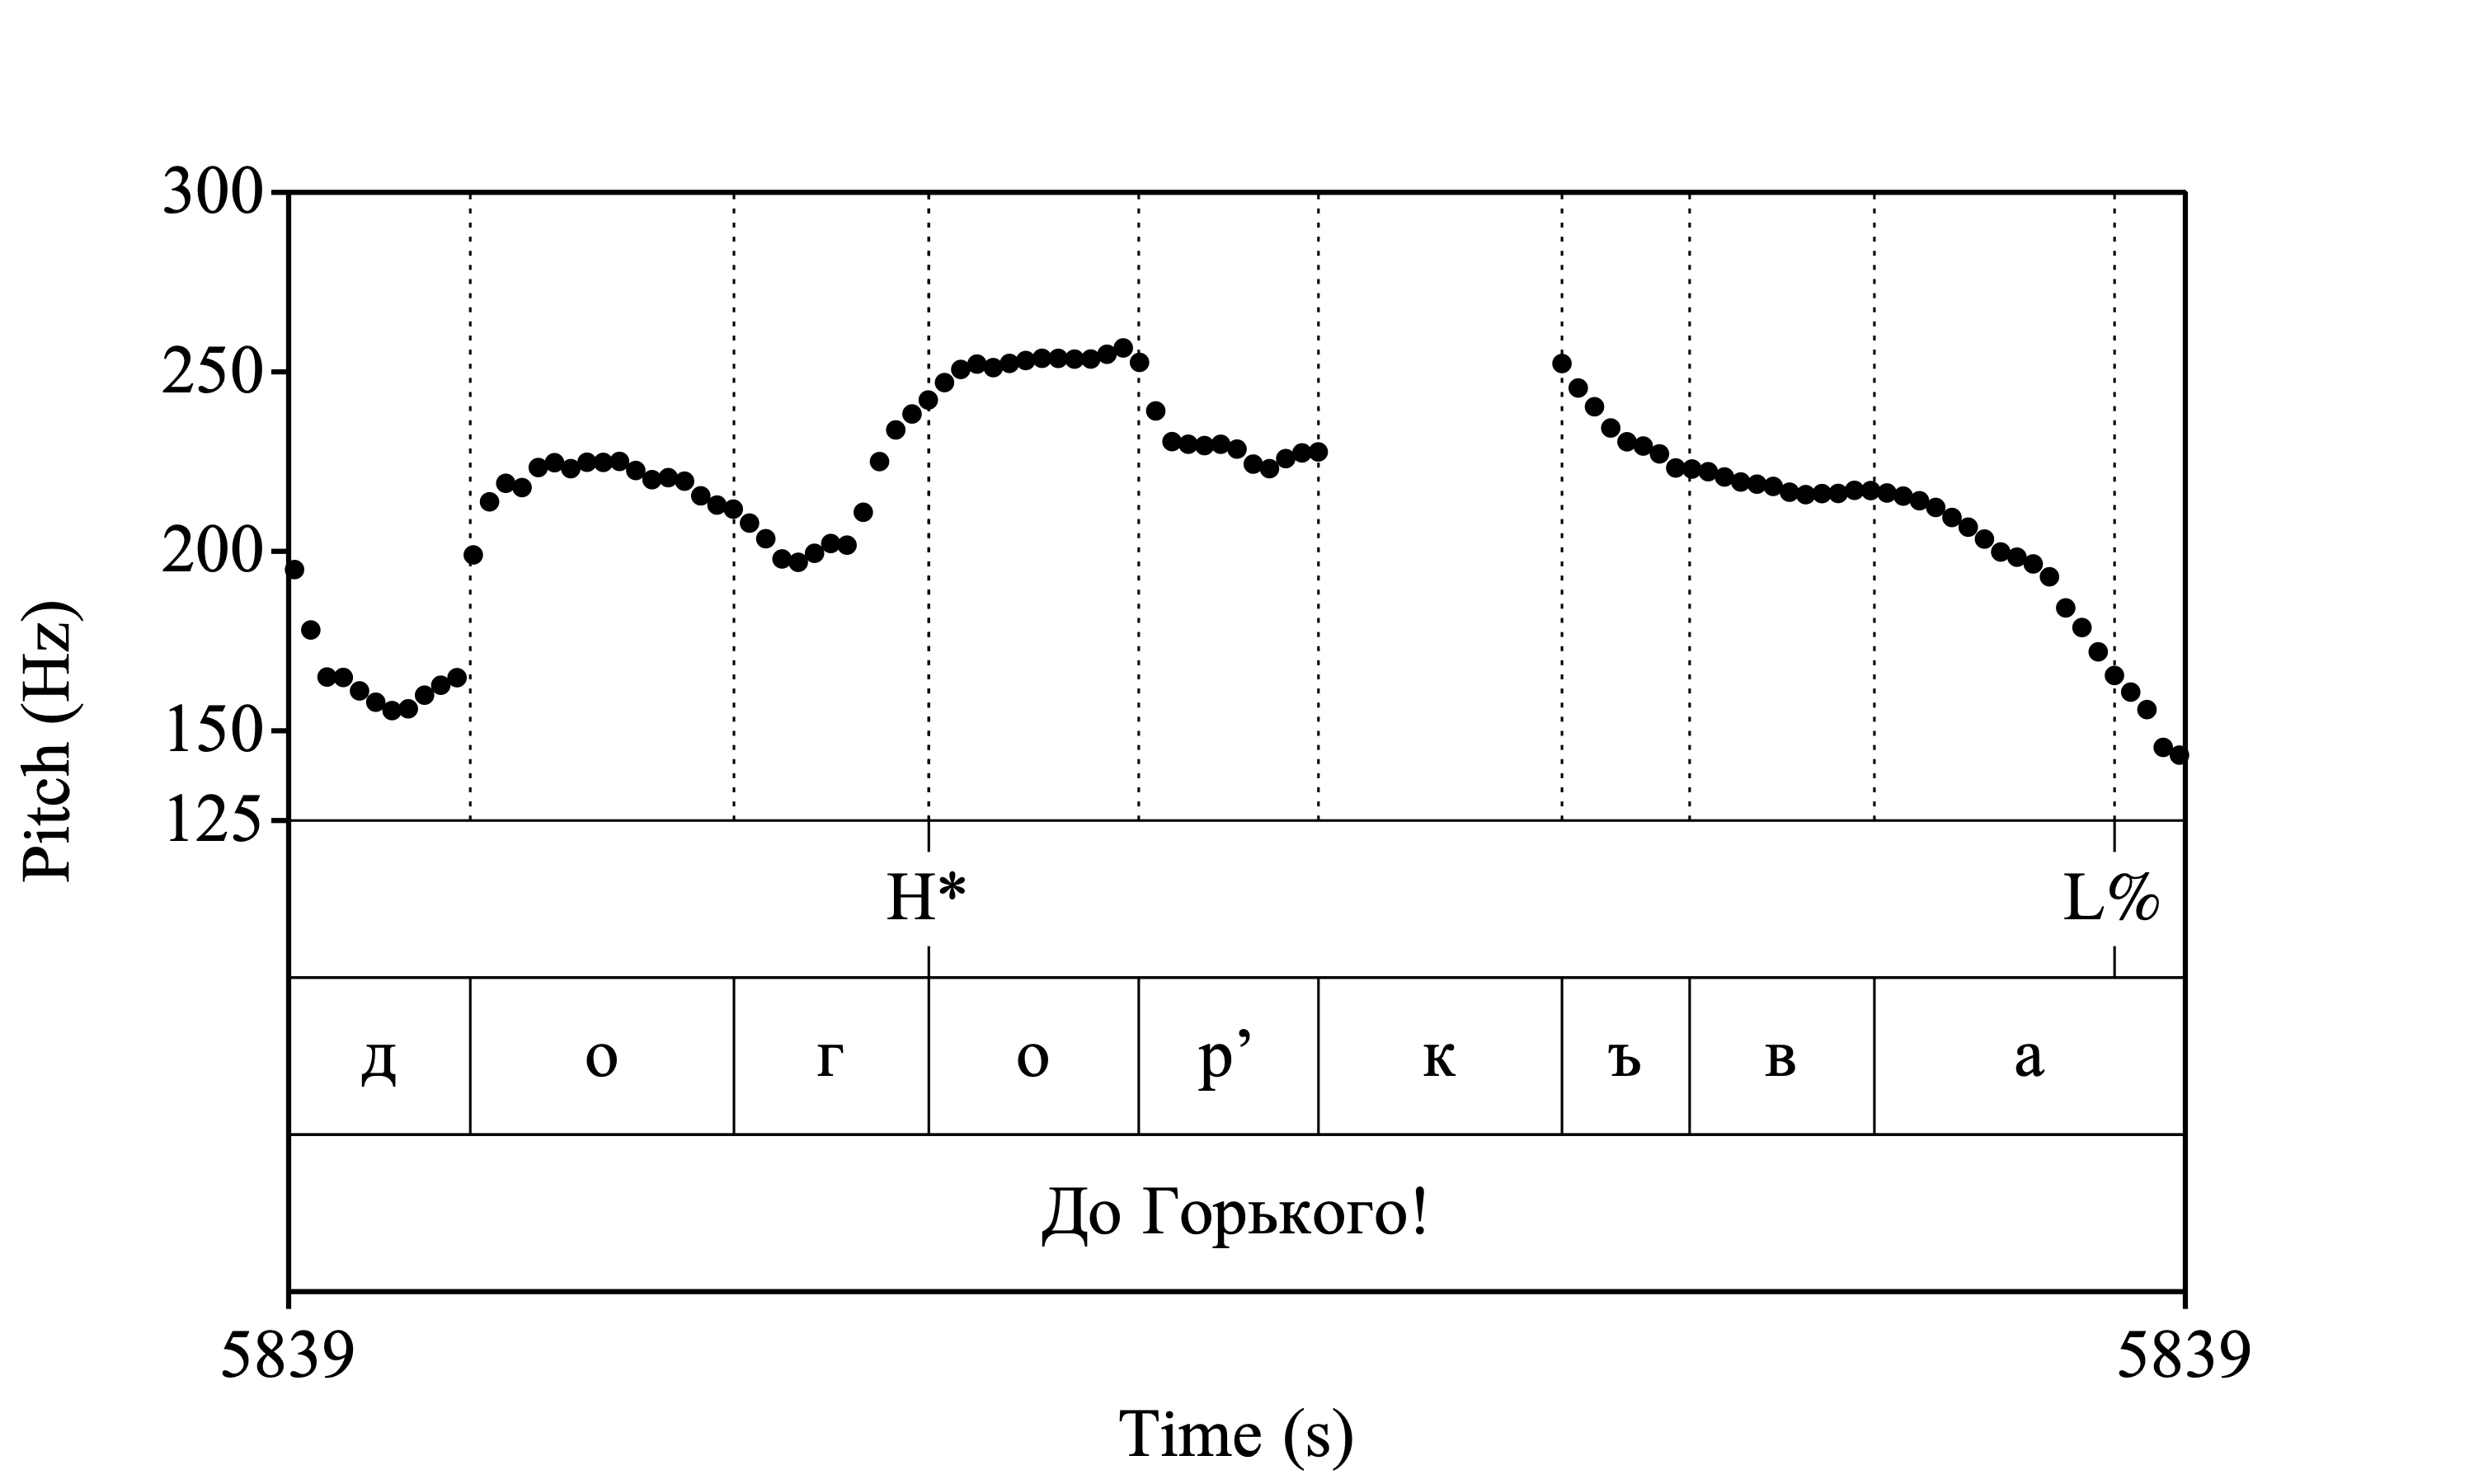 300
250
200
150
125
Pitch (Hz)
H* L%
д о г о р’ к ъ в а
До Горького!
5839 5839
Time (s)